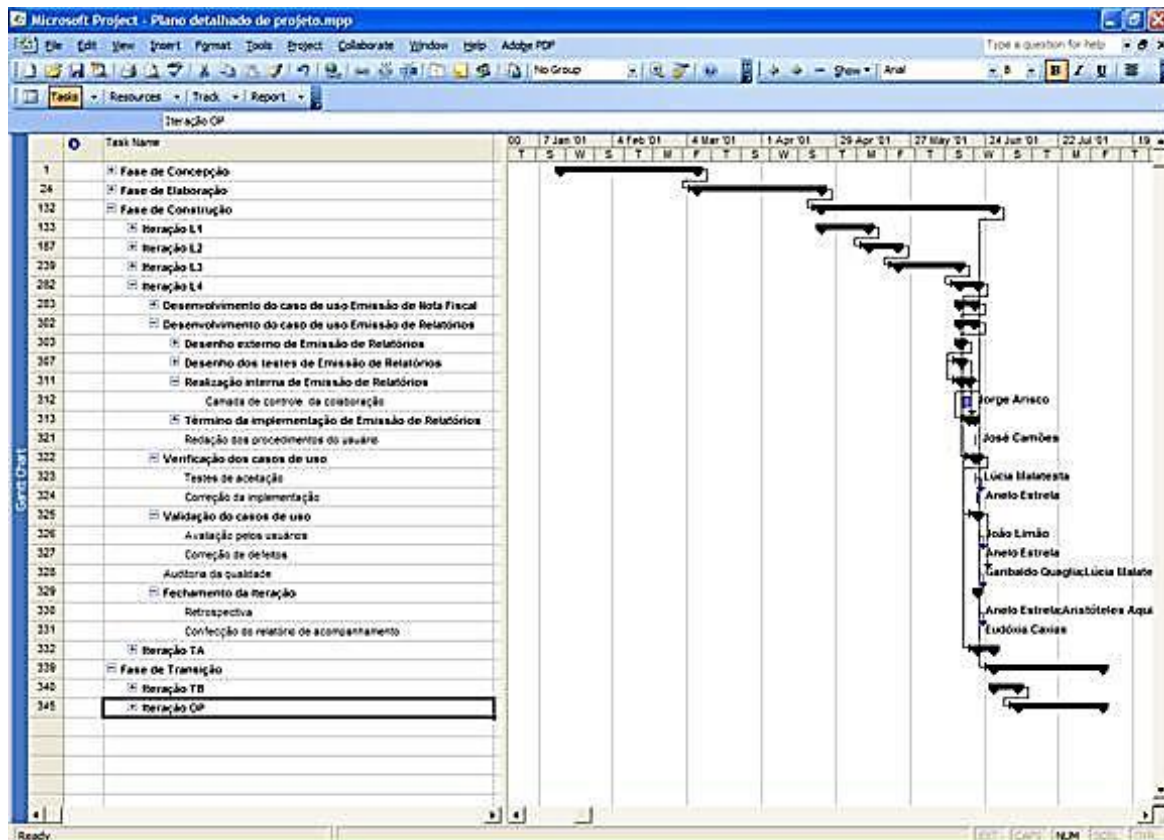 Microsoft Project - Plano detalhado de projeto.mpp
File Edit View Insert Format Tools Project Collaborate Window Help Adobe PDF Type a question for help
No Group Show Arial 8 B I U
Tasks Resources Track Report
Iteração OP
Task Name
7 Jan '01 4 Feb '01 4 Mar '01 1 Apr '01 29 Apr '01 27 May '01 24 Jun '01 22 Jul '01 19
T S W S T M F T S W S T M F T S W S T M F T
1 Fase de Concepção
24 Fase de Elaboração
132 Fase de Construção
133 Iteração L1
187 Iteração L2
239 Iteração L3
282 Iteração L4
283 Desenvolvimento do caso de uso Emissão de Nota Fiscal
302 Desenvolvimento do caso de uso Emissão de Relatórios
303 Desenho externo de Emissão de Relatórios
307 Desenho dos testes de Emissão de Relatórios
311 Realização interna de Emissão de Relatórios
312 Camada de controle da colaboração Jorge Arisco
313 Término da implementação de Emissão de Relatórios
321 Redação dos procedimentos do usuário José Camões
322 Verificação dos casos de uso
323 Testes de aceitação Lúcia Malatesta
324 Correção da implementação Anelo Estrela
325 Validação do casos de uso
326 Avaliação pelos usuários João Limão
327 Correção de defeitos Anelo Estrela
328 Auditoria da qualidade Garibaldo Quaglia;Lúcia Malate
329 Fechamento da iteração
330 Retrospectiva Anelo Estrela;Aristóteles Aqui
331 Confecção do relatório de acompanhamento Eudóxia Caxias
332 Iteração TA
339 Fase de Transição
340 Iteração TB
345 Iteração OP
Gantt Chart
Ready EXT CAPS NUM SCRL OVR